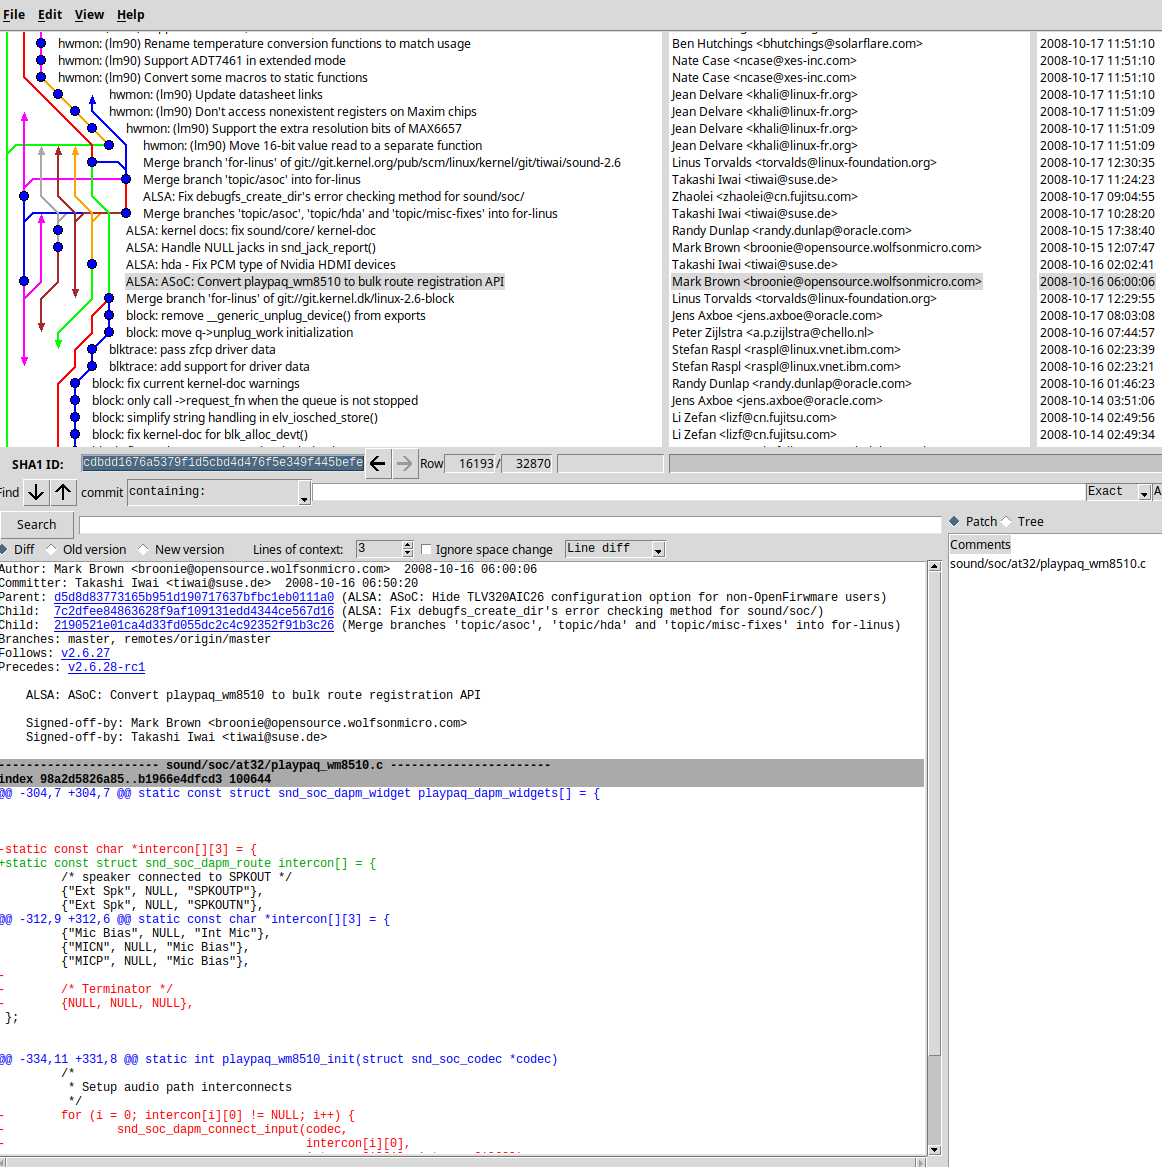 File Edit View Help
hwmon: (lm90) Rename temperature conversion functions to match usage Ben Hutchings <bhutchings@solarflare.com> 2008-10-17 11:51:10
hwmon: (lm90) Support ADT7461 in extended mode Nate Case <ncase@xes-inc.com> 2008-10-17 11:51:10
hwmon: (lm90) Convert some macros to static functions Nate Case <ncase@xes-inc.com> 2008-10-17 11:51:10
hwmon: (lm90) Update datasheet links Jean Delvare <khali@linux-fr.org> 2008-10-17 11:51:10
hwmon: (lm90) Don't access nonexistent registers on Maxim chips Jean Delvare <khali@linux-fr.org> 2008-10-17 11:51:09
hwmon: (lm90) Support the extra resolution bits of MAX6657 Jean Delvare <khali@linux-fr.org> 2008-10-17 11:51:09
hwmon: (lm90) Move 16-bit value read to a separate function Jean Delvare <khali@linux-fr.org> 2008-10-17 11:51:09
Merge branch 'for-linus' of git://git.kernel.org/pub/scm/linux/kernel/git/tiwai/sound-2.6 Linus Torvalds <torvalds@linux-foundation.org> 2008-10-17 12:30:35
Merge branch 'topic/asoc' into for-linus Takashi Iwai <tiwai@suse.de> 2008-10-17 11:24:23
ALSA: Fix debugfs_create_dir's error checking method for sound/soc/ Zhaolei <zhaolei@cn.fujitsu.com> 2008-10-17 09:04:55
Merge branches 'topic/asoc', 'topic/hda' and 'topic/misc-fixes' into for-linus Takashi Iwai <tiwai@suse.de> 2008-10-17 10:28:20
ALSA: kernel docs: fix sound/core/ kernel-doc Randy Dunlap <randy.dunlap@oracle.com> 2008-10-15 17:38:40
ALSA: Handle NULL jacks in snd_jack_report() Mark Brown <broonie@opensource.wolfsonmicro.com> 2008-10-15 12:07:47
ALSA: hda - Fix PCM type of Nvidia HDMI devices Takashi Iwai <tiwai@suse.de> 2008-10-16 02:02:41
ALSA: ASoC: Convert playpaq_wm8510 to bulk route registration API Mark Brown <broonie@opensource.wolfsonmicro.com> 2008-10-16 06:00:06
Merge branch 'for-linus' of git://git.kernel.dk/linux-2.6-block Linus Torvalds <torvalds@linux-foundation.org> 2008-10-17 12:29:55
block: remove __generic_unplug_device() from exports Jens Axboe <jens.axboe@oracle.com> 2008-10-17 08:03:08
block: move q->unplug_work initialization Peter Zijlstra <a.p.zijlstra@chello.nl> 2008-10-17 07:44:57
blktrace: pass zfcp driver data Stefan Raspl <raspl@linux.vnet.ibm.com> 2008-10-16 02:23:39
blktrace: add support for driver data Stefan Raspl <raspl@linux.vnet.ibm.com> 2008-10-16 02:23:21
block: fix current kernel-doc warnings Randy Dunlap <randy.dunlap@oracle.com> 2008-10-16 01:46:23
block: only call ->request_fn when the queue is not stopped Jens Axboe <jens.axboe@oracle.com> 2008-10-14 03:51:06
block: simplify string handling in elv_iosched_store() Li Zefan <lizf@cn.fujitsu.com> 2008-10-14 02:49:56
block: fix kernel-doc for blk_alloc_devt() Li Zefan <lizf@cn.fujitsu.com> 2008-10-14 02:49:34
SHA1 ID: cdbdd1676a5379f1d5cbd4d476f5e349f445befe Row 16193 / 32870
Find commit containing: Exact A
Search
Diff Old version New version Lines of context: 3 Ignore space change Line diff
Patch Tree
Comments
sound/soc/at32/playpaq_wm8510.c
Author: Mark Brown <broonie@opensource.wolfsonmicro.com> 2008-10-16 06:00:06
Committer: Takashi Iwai <tiwai@suse.de> 2008-10-16 06:50:20
Parent: d5d8d83773165b951d190717637bfbc1eb0111a0 (ALSA: ASoC: Hide TLV320AIC26 configuration option for non-OpenFirwmare users)
Child: 7c2dfee84863628f9af109131edd4344ce567d16 (ALSA: Fix debugfs_create_dir's error checking method for sound/soc/)
Child: 2190521e01ca4d33fd055dc2c4c92352f91b3c26 (Merge branches 'topic/asoc', 'topic/hda' and 'topic/misc-fixes' into for-linus)
Branches: master, remotes/origin/master
Follows: v2.6.27
Precedes: v2.6.28-rc1
ALSA: ASoC: Convert playpaq_wm8510 to bulk route registration API
Signed-off-by: Mark Brown <broonie@opensource.wolfsonmicro.com>
Signed-off-by: Takashi Iwai <tiwai@suse.de>
----------------------- sound/soc/at32/playpaq_wm8510.c -----------------------
index 98a2d5826a85..b1966e4dfcd3 100644
@@ -304,7 +304,7 @@ static const struct snd_soc_dapm_widget playpaq_dapm_widgets[] = {
-static const char *intercon[][3] = {
+static const struct snd_soc_dapm_route intercon[] = {
/* speaker connected to SPKOUT */
{"Ext Spk", NULL, "SPKOUTP"},
{"Ext Spk", NULL, "SPKOUTN"},
@@ -312,9 +312,6 @@ static const char *intercon[][3] = {
{"Mic Bias", NULL, "Int Mic"},
{"MICN", NULL, "Mic Bias"},
{"MICP", NULL, "Mic Bias"},
-
- /* Terminator */
- {NULL, NULL, NULL},
};
@@ -334,11 +331,8 @@ static int playpaq_wm8510_init(struct snd_soc_codec *codec)
/*
* Setup audio path interconnects
*/
- for (i = 0; intercon[i][0] != NULL; i++) {
- snd_soc_dapm_connect_input(codec,
- intercon[i][0],